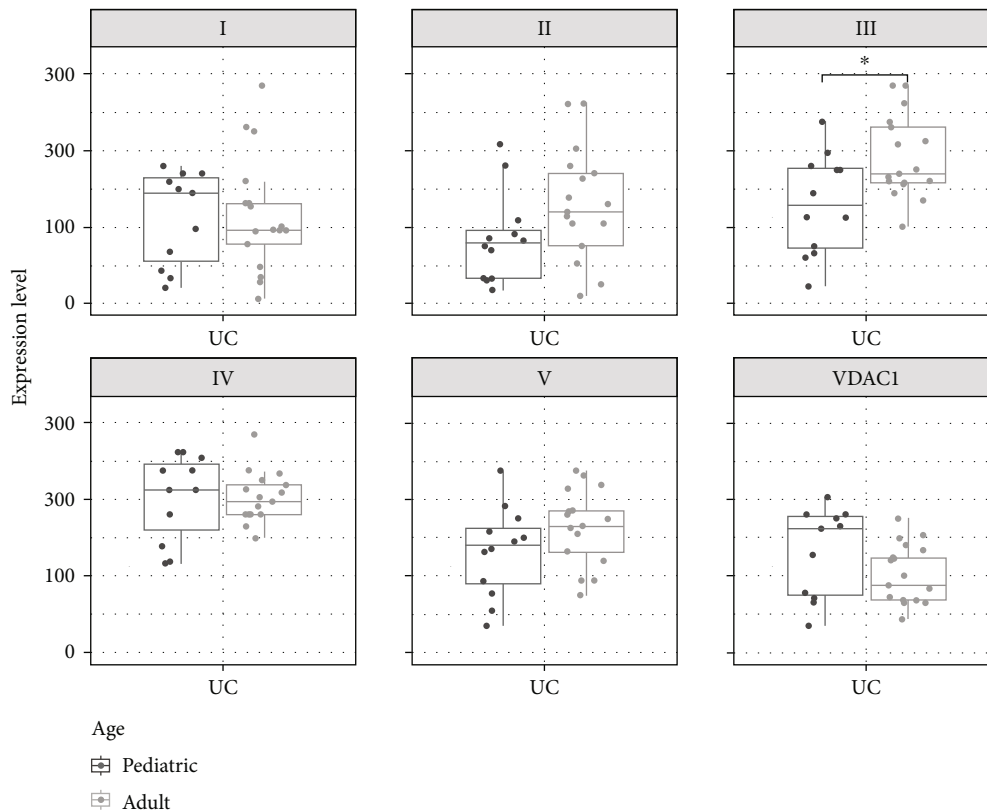 I
II
III
Expression level
300
300
100
0
*
UC
UC
UC
IV
V
VDAC1
300
300
100
0
UC
UC
UC
Age
Pediatric
Adult